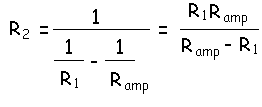 R₂ = 1 / (1/R₁ - 1/Rₐₘₚ) = R₁Rₐₘₚ / (Rₐₘₚ - R₁)